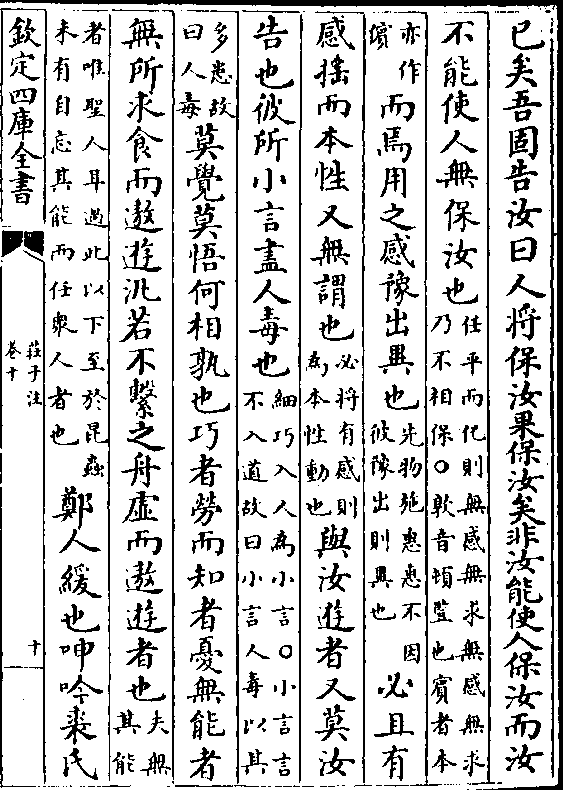 已矣吾固告汝曰人將保汝果保汝矣非汝能使人保汝而汝
不能使人無保汝也
任平而化則無感無求無感無求
乃不相保〇敦音頓豎也賓者本
亦作
儐
而焉用之感豫出異也
先物施惠惠不因
彼豫出則異也
必且有
感搖而本性又無謂也
必將有感則
為本性動也
與汝遊者又莫汝
告也彼所小言盡人毒也
細巧入人為小言〇小言言
不入道故曰小言人毒以其
多患故
曰人毒
莫覺莫悟何相孰也巧者勞而知者憂無能者
無所求食而遨遊汎若不繫之舟虛而遨遊者也
夫無
其能
者唯聖人耳過此以下至於昆蟲
未有自忘其能而任衆人者也
鄭人緩也呻吟裘氏
欽定四庫全書
莊子注
卷十
十